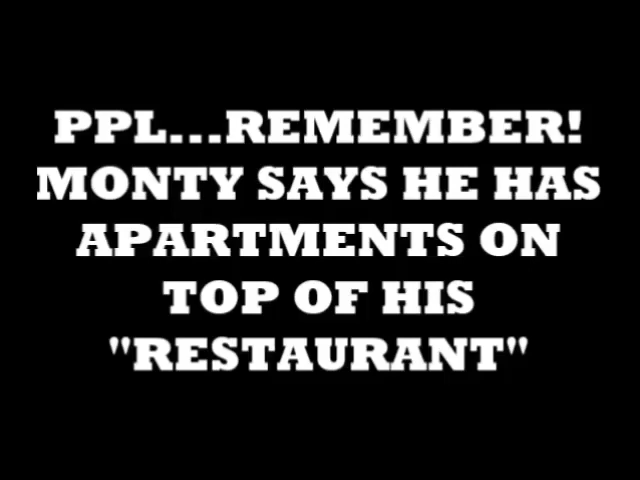 PPL...REMEMBER!
MONTY SAYS HE HAS
APARTMENTS ON
TOP OF HIS
"RESTAURANT"